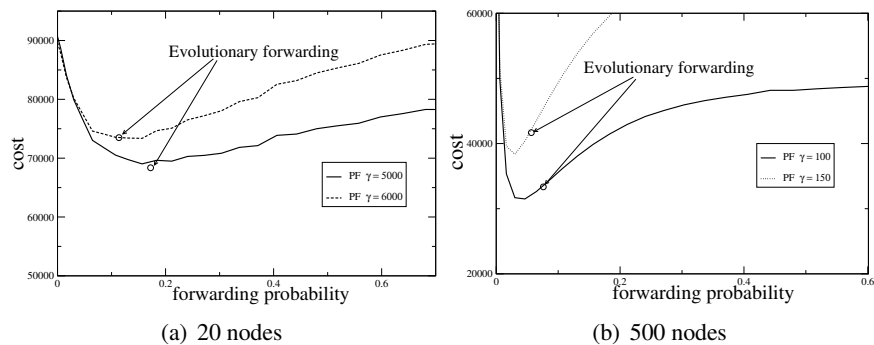 90000
80000
70000
60000
50000
cost
Evolutionary forwarding
PF γ=5000
PF γ=6000
0
0.2
0.4
0.6
forwarding probability
(a) 20 nodes
60000
40000
20000
cost
Evolutionary forwarding
PF γ=100
PF γ=150
0
0.2
0.4
0.6
forwarding probability
(b) 500 nodes